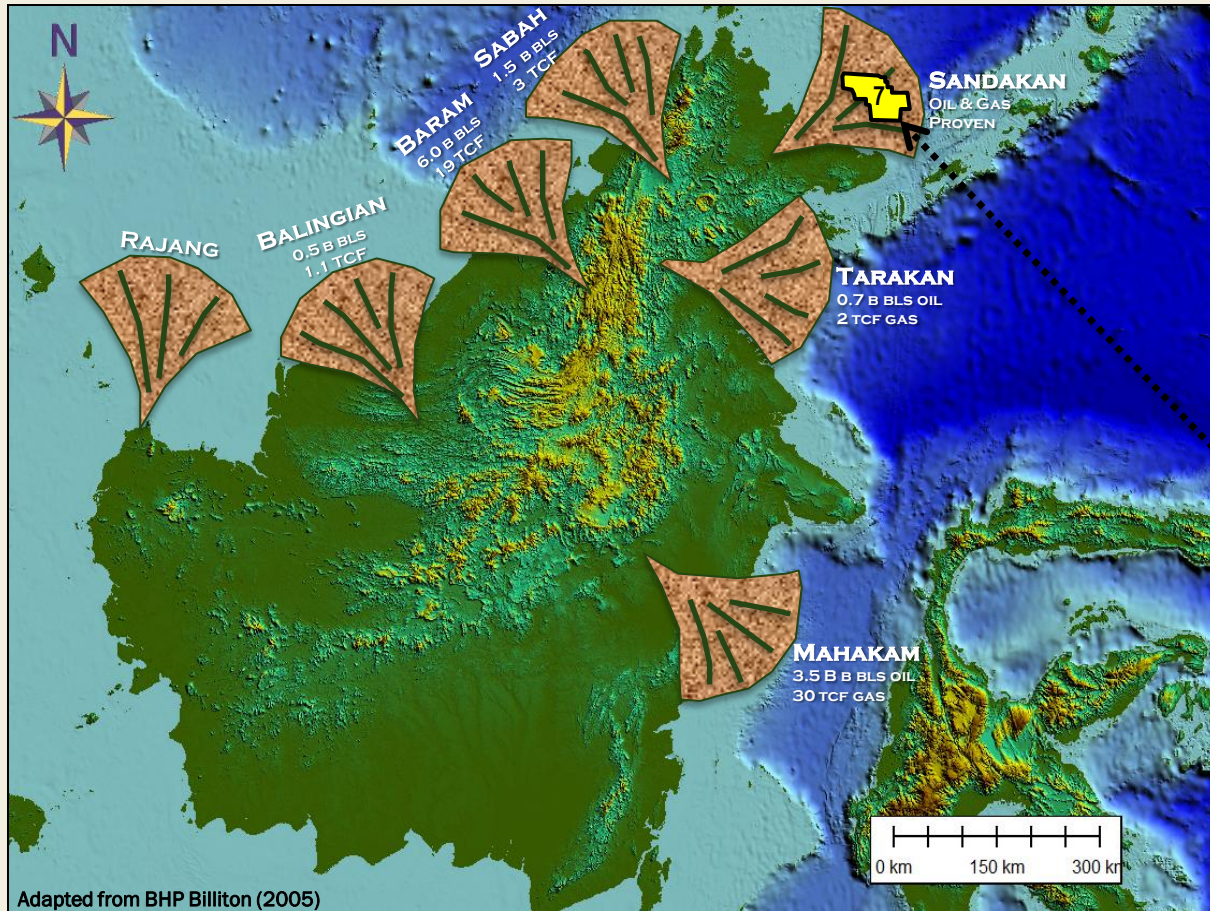 N
SABAH
1.5 B BLS
3 TCF
7
SANDAKAN
OIL & GAS
PROVEN
BARAM
6.0 B BLS
19 TCF
BALINGIAN
0.5 B BLS
1.1 TCF
RAJANG
TARAKAN
0.7 B BLS OIL
2 TCF GAS
MAHAKAM
3.5 B B BLS OIL
30 TCF GAS
0 km 150 km 300 km
Adapted from BHP Billiton (2005)